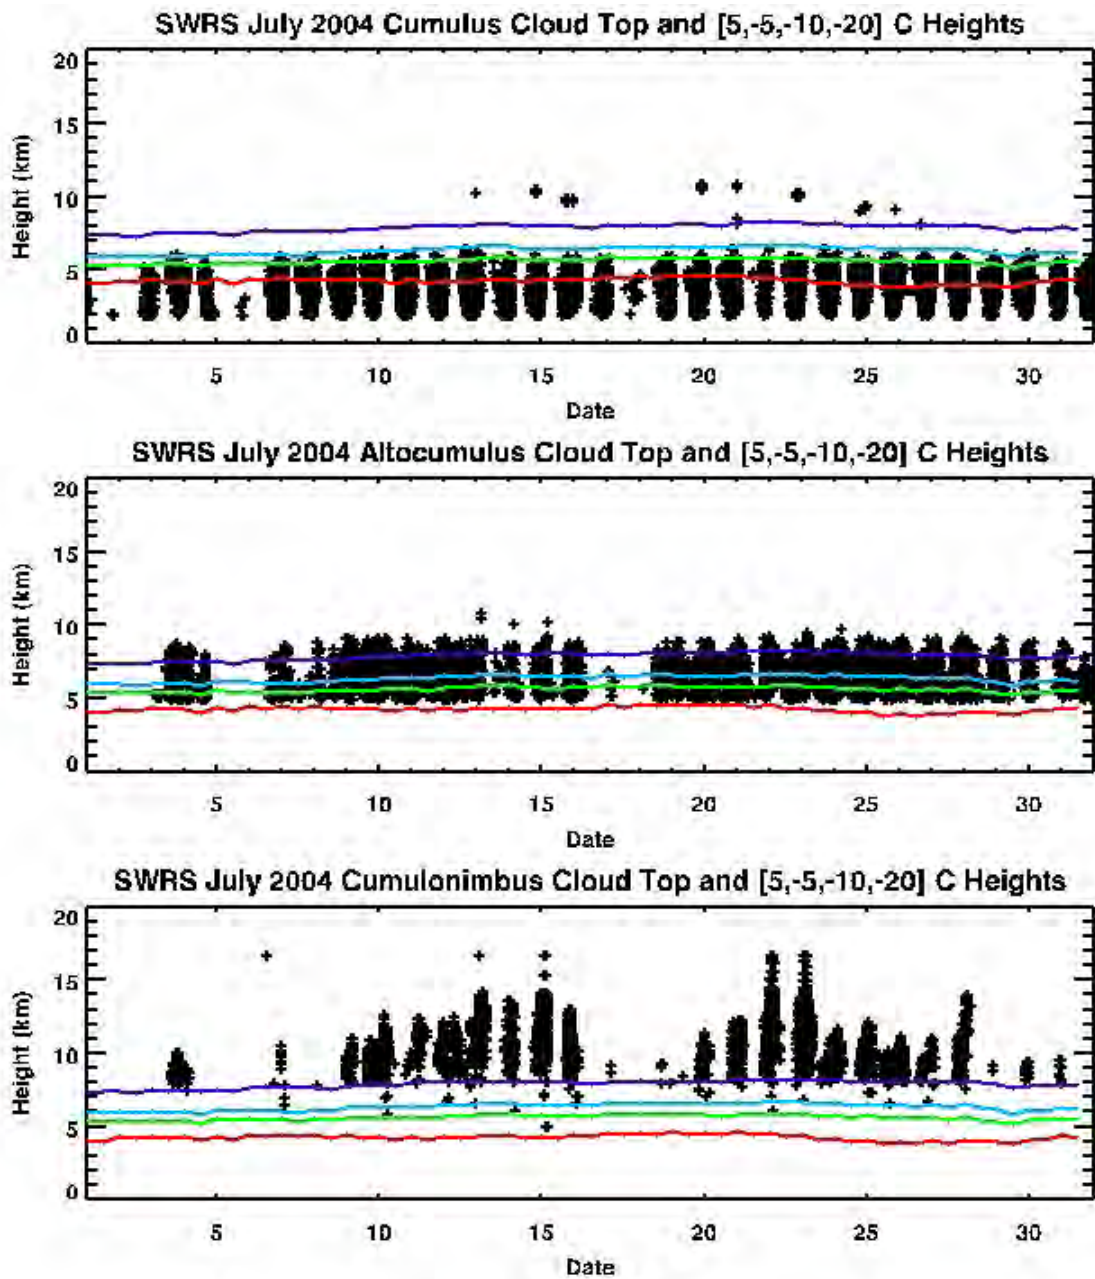 SWRS July 2004 Cumulus Cloud Top and [5,-5,-10,-20] C Heights
20
15
10
5
0
Height (km)
5 10 15 20 25 30
Date
SWRS July 2004 Altocumulus Cloud Top and [5,-5,-10,-20] C Heights
20
15
10
5
0
Height (km)
5 10 15 20 25 30
Date
SWRS July 2004 Cumulonimbus Cloud Top and [5,-5,-10,-20] C Heights
20
15
10
5
0
Height (km)
5 10 15 20 25 30
Date